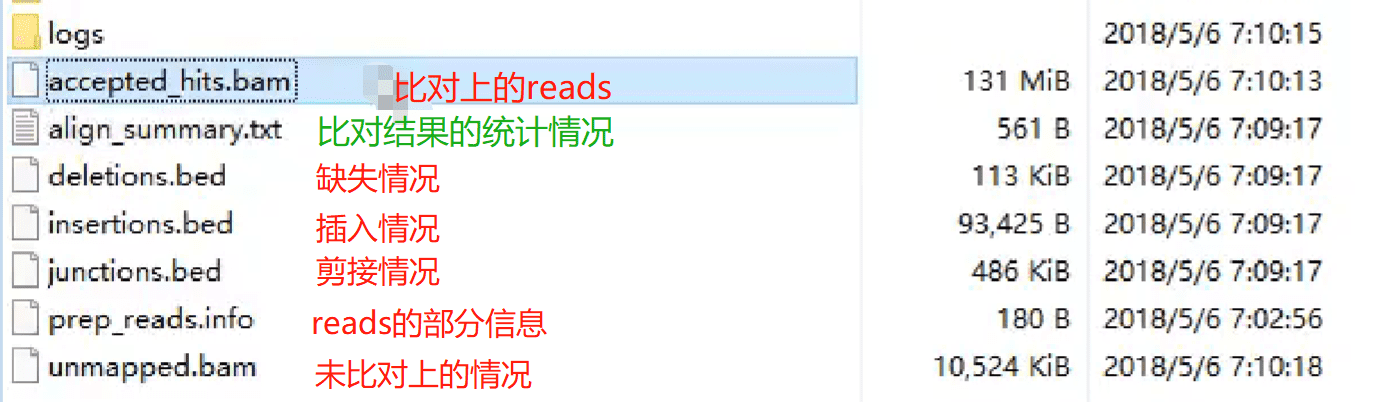 logs 2018/5/6 7:10:15
accepted_hits.bam 比对上的reads 131 MiB 2018/5/6 7:10:13
align_summary.txt 比对结果的统计情况 561 B 2018/5/6 7:09:17
deletions.bed 缺失情况 113 KiB 2018/5/6 7:09:17
insertions.bed 插入情况 93,425 B 2018/5/6 7:09:17
junctions.bed 剪接情况 486 KiB 2018/5/6 7:09:17
prep_reads.info reads的部分信息 180 B 2018/5/6 7:02:56
unmapped.bam 未比对上的情况 10,524 KiB 2018/5/6 7:10:18